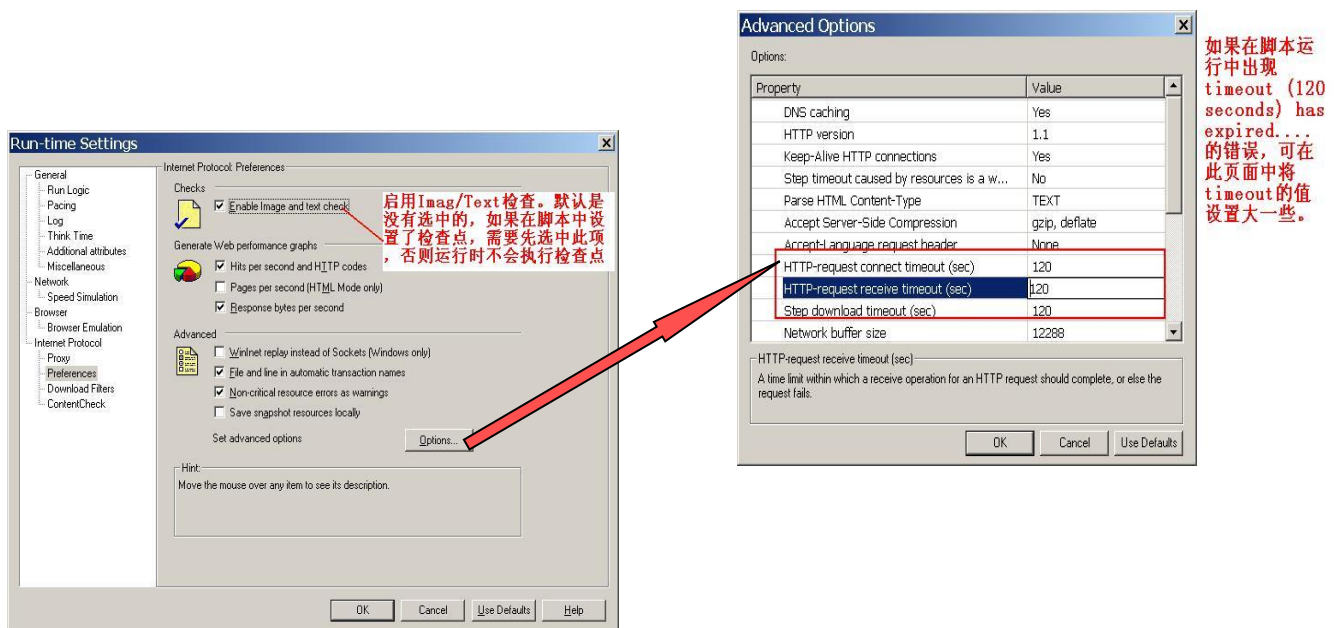 Run-time Settings
General
Run Logic
Pacing
Log
Think Time
Additional attributes
Miscellaneous
Network
Speed Simulation
Browser
Browser Emulation
Internet Protocol
Proxy
Preferences
Download Filters
ContentCheck
Internet Protocol: Preferences
Checks
Enable Image and text check
启用Imag/Text检查。默认是
没有选中的，如果在脚本中设
置了检查点，需要先选中此项
，否则运行时不会执行检查点
Generate Web performance graphs
Hits per second and HTTP codes
Pages per second (HTML Mode only)
Response bytes per second
Advanced
WinInet replay instead of Sockets (Windows only)
File and line in automatic transaction names
Non-critical resource errors as warnings
Save snapshot resources locally
Set advanced options
Options...
Hint:
Move the mouse over any item to see its description.
OK Cancel Use Defaults Help
Advanced Options
Options:
Property Value
DNS caching Yes
HTTP version 1.1
Keep-Alive HTTP connections Yes
Step timeout caused by resources is a w... No
Parse HTML Content-Type TEXT
Accept Server-Side Compression gzip, deflate
Accept-Language request header None
HTTP-request connect timeout (sec) 120
HTTP-request receive timeout (sec) 120
Step download timeout (sec) 120
Network buffer size 12288
HTTP-request receive timeout (sec)
A time limit within which a receive operation for an HTTP request should complete, or else the
request fails.
OK Cancel Use Defaults
如果在脚本运
行中出现
timeout (120
seconds) has
expired....
的错误，可在
此页面中将
timeout的值
设置大一些。